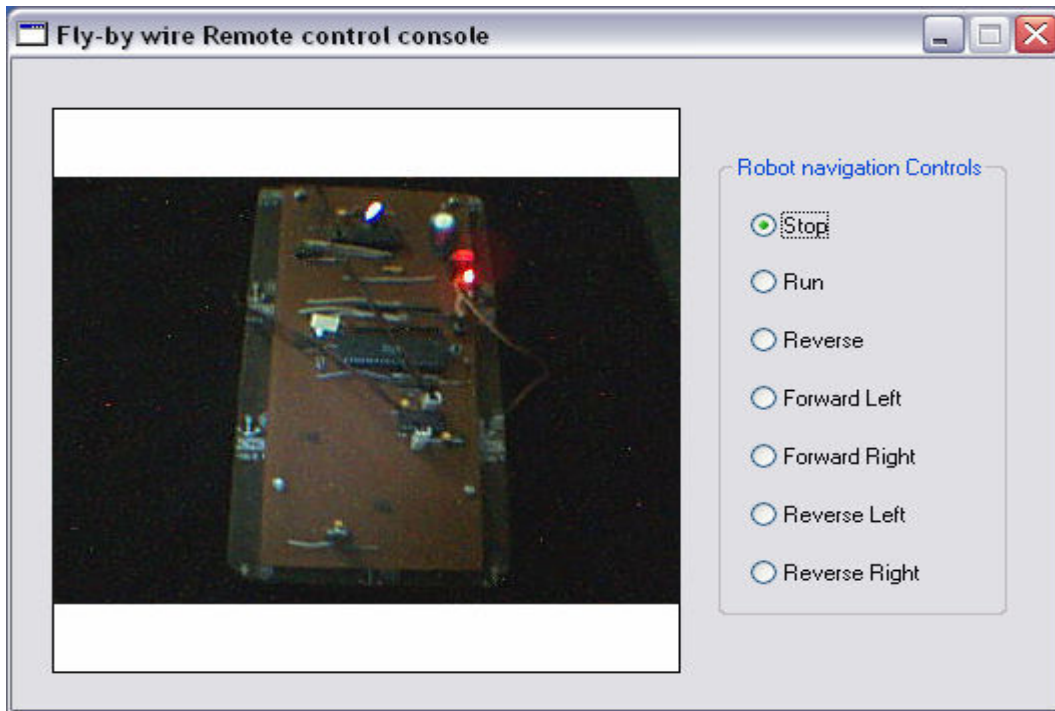 Fly-by wire Remote control console
Robot navigation Controls
Stop
Run
Reverse
Forward Left
Forward Right
Reverse Left
Reverse Right